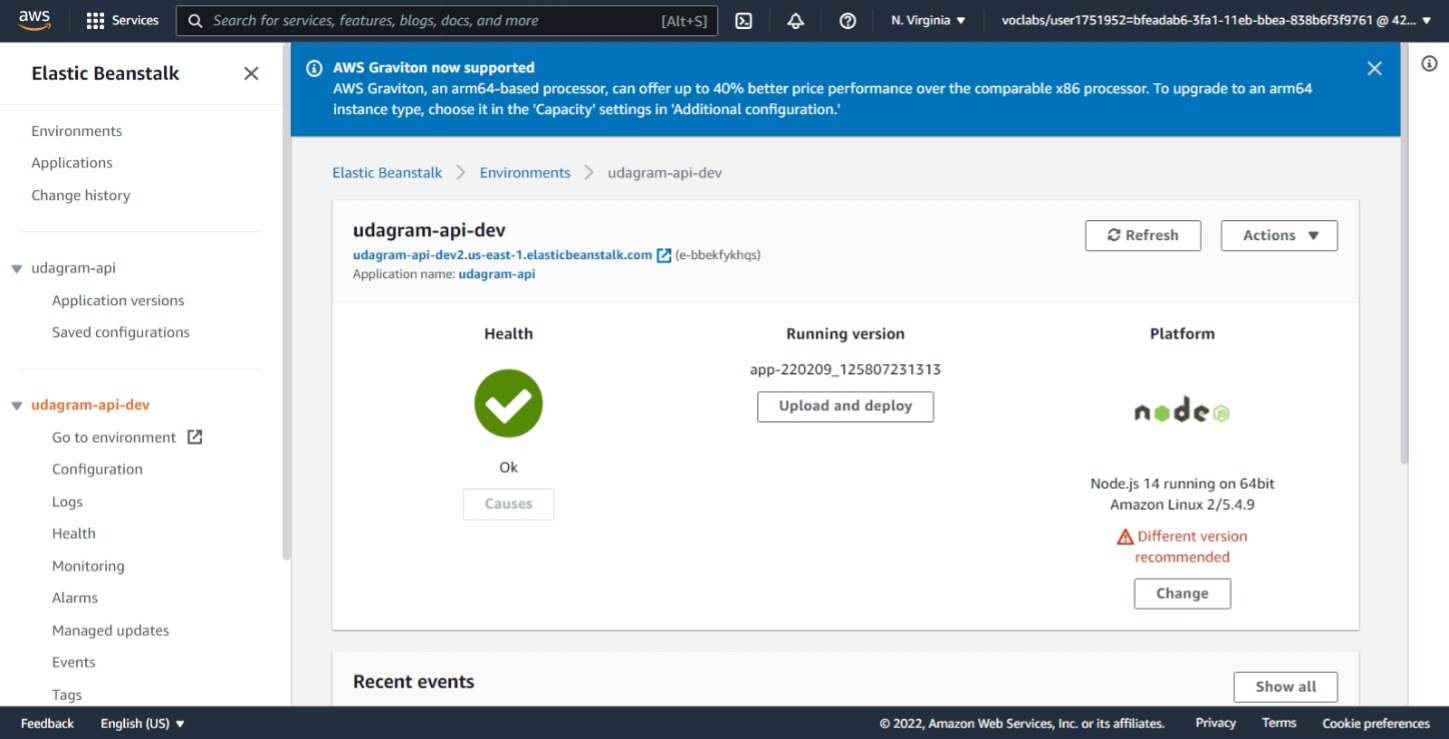 aws
Services
Search for services, features, blogs, docs, and more
[Alt+S]
N. Virginia ▼
voclabs/user1751952=bfeadab6-3fa1-11eb-bbea-838b6f3f9761 @ 42... ▼
Elastic Beanstalk
Environments
Applications
Change history
udagram-api
Application versions
Saved configurations
udagram-api-dev
Go to environment
Configuration
Logs
Health
Monitoring
Alarms
Managed updates
Events
Tags
AWS Graviton now supported
AWS Graviton, an arm64-based processor, can offer up to 40% better price performance over the comparable x86 processor. To upgrade to an arm64
instance type, choose it in the 'Capacity' settings in 'Additional configuration.'
Elastic Beanstalk > Environments > udagram-api-dev
udagram-api-dev
udagram-api-dev2.us-east-1.elasticbeanstalk.com (e-bbekfykhqs)
Application name: udagram-api
Refresh
Actions ▼
Health
Ok
Causes
Running version
app-220209_125807231313
Upload and deploy
Platform
node JS
Node.js 14 running on 64bit
Amazon Linux 2/5.4.9
Different version
recommended
Change
Recent events
Show all
Feedback
English (US) ▼
© 2022, Amazon Web Services, Inc. or its affiliates.
Privacy
Terms
Cookie preferences